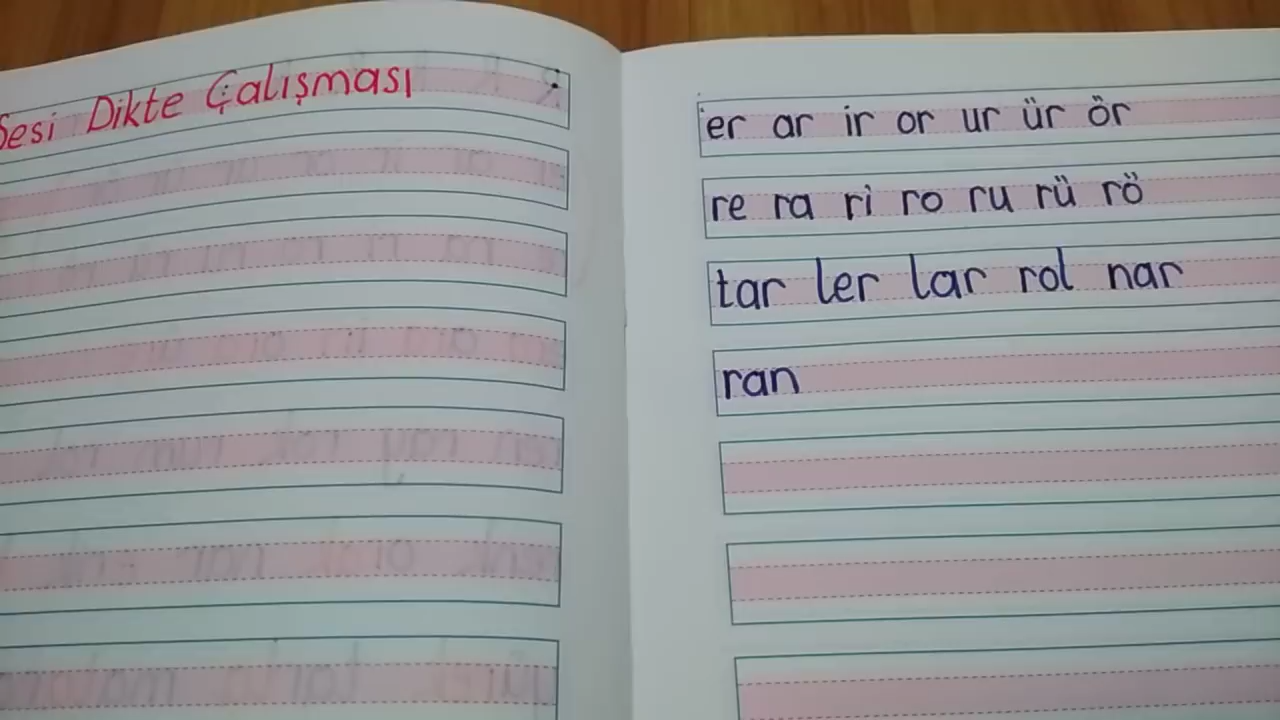 Sesi Dikte Çalışması
er ar ir or ur ür ör
re ra ri ro ru rü rö
tar ler lar rol nar
ran